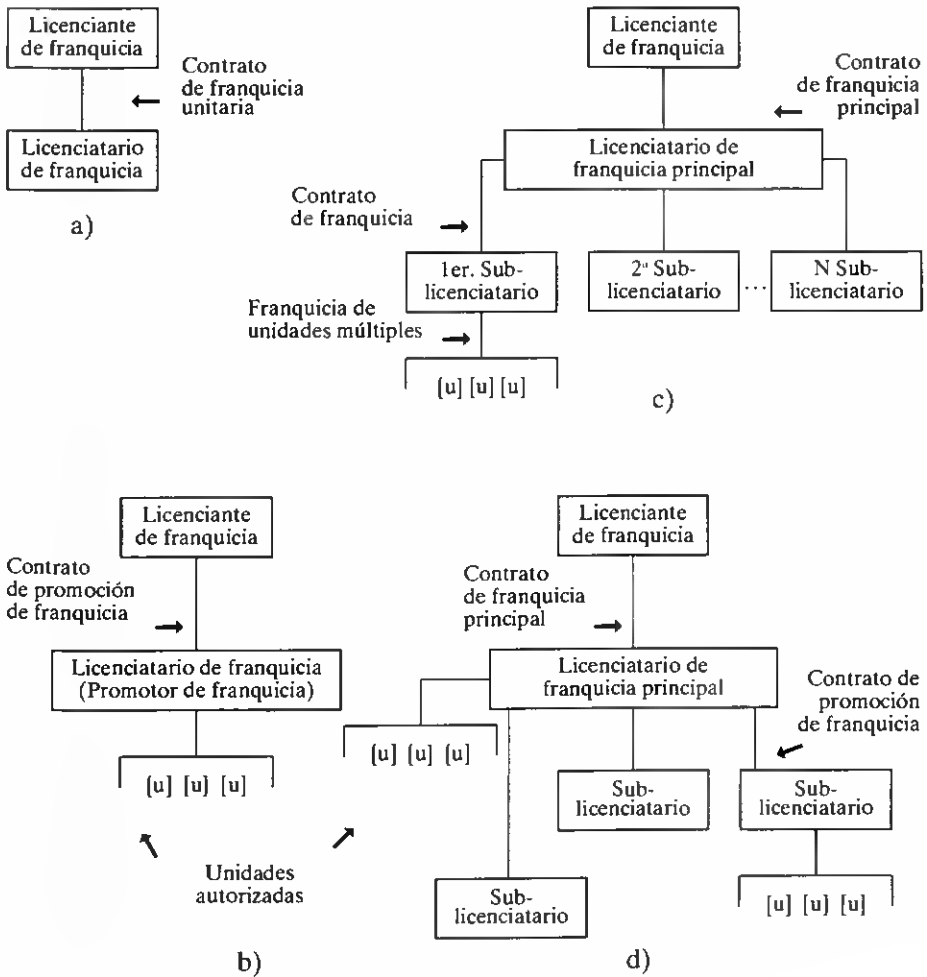 Licenciante
de franquicia
Contrato
de franquicia
unitaria
Licenciatario
de franquicia
a)
Licenciante
de franquicia
Contrato
de franquicia
principal
Licenciatario de
franquicia principal
Contrato
de franquicia
1er. Sub-
licenciatario
2º Sub-
licenciatario
...
N Sub-
licenciatario
Franquicia de
unidades múltiples
[u] [u] [u]
c)
Licenciante
de franquicia
Contrato
de promoción
de franquicia
Licenciatario de franquicia
(Promotor de franquicia)
[u] [u] [u]
Unidades
autorizadas
b)
Licenciante
de franquicia
Contrato
de franquicia
principal
Licenciatario de
franquicia principal
Contrato de
promoción
de franquicia
[u] [u] [u]
Sub-
licenciatario
Sub-
licenciatario
Sub-
licenciatario
[u] [u] [u]
d)